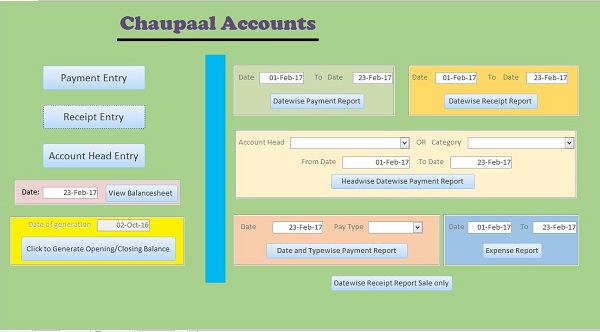 Chaupaal Accounts
Payment Entry
Receipt Entry
Account Head Entry
Date: 23-Feb-17 View Balancesheet
Date of generation 02-Oct-16
Click to Generate Opening/Closing Balance
Date 01-Feb-17 To Date 23-Feb-17
Datewise Payment Report
Date 01-Feb-17 To Date 23-Feb-17
Datewise Receipt Report
Account Head OR Category
From Date 01-Feb-17 To Date 23-Feb-17
Headwise Datewise Payment Report
Date 23-Feb-17 Pay Type
Date and Typewise Payment Report
Date 01-Feb-17 To 23-Feb-17
Expense Report
Datewise Receipt Report Sale only